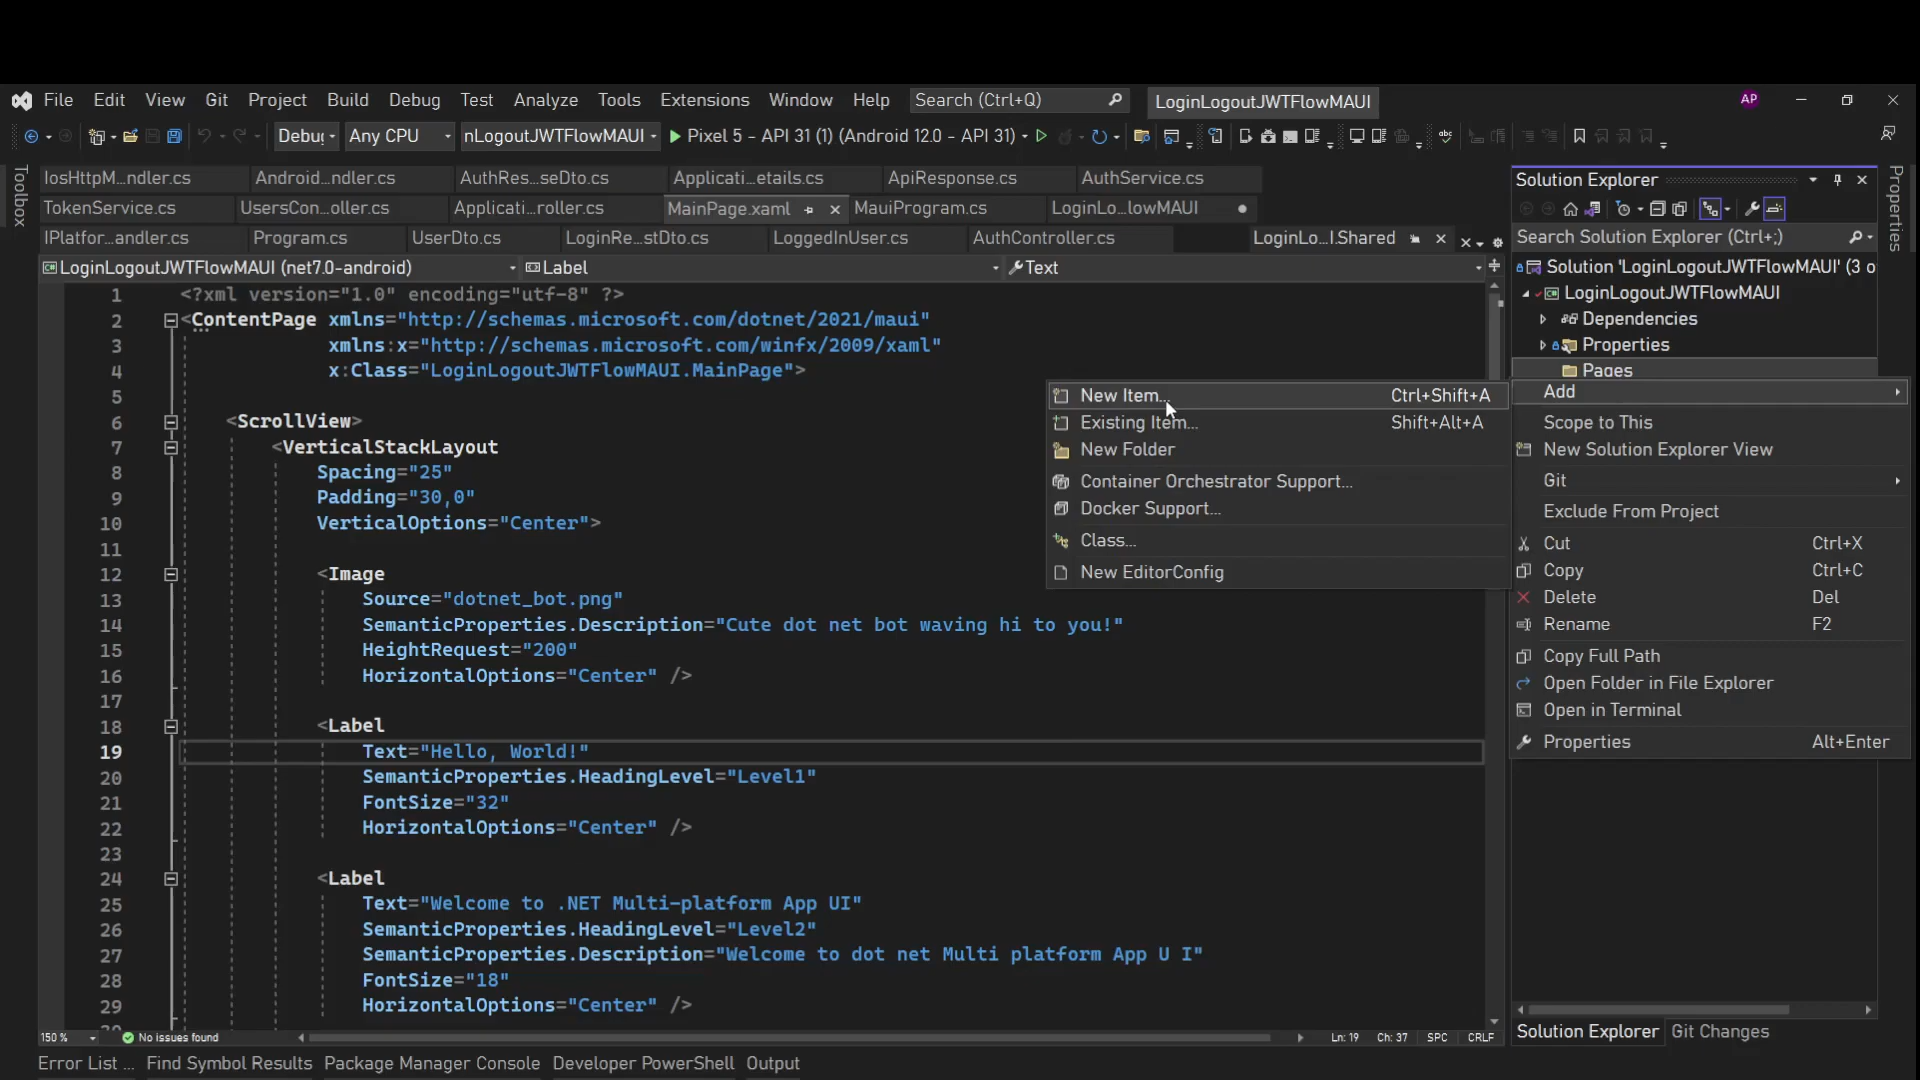 File Edit View Git Project Build Debug Test Analyze Tools Extensions Window Help Search (Ctrl+Q) LoginLogoutJWTFlowMAUI AP
Debug Any CPU nLogoutJWTFlowMAUI Pixel 5 - API 31 (1) (Android 12.0 - API 31)
Toolbox
IosHttpM...ndler.cs Android...ndler.cs AuthRes...seDto.cs Applicati...etails.cs ApiResponse.cs AuthService.cs
TokenService.cs UsersCon...oller.cs Applicati...roller.cs MainPage.xaml MauiProgram.cs LoginLo...lowMAUI
IPlatfor...andler.cs Program.cs UserDto.cs LoginRe...stDto.cs LoggedInUser.cs AuthController.cs LoginLo...I.Shared
LoginLogoutJWTFlowMAUI (net7.0-android) Label Text
1 <?xml version="1.0" encoding="utf-8" ?>
2 <ContentPage xmlns="http://schemas.microsoft.com/dotnet/2021/maui"
3 xmlns:x="http://schemas.microsoft.com/winfx/2009/xaml"
4 x:Class="LoginLogoutJWTFlowMAUI.MainPage">
5
6 <ScrollView>
7 <VerticalStackLayout
8 Spacing="25"
9 Padding="30,0"
10 VerticalOptions="Center">
11
12 <Image
13 Source="dotnet_bot.png"
14 SemanticProperties.Description="Cute dot net bot waving hi to you!"
15 HeightRequest="200"
16 HorizontalOptions="Center" />
17
18 <Label
19 Text="Hello, World!"
20 SemanticProperties.HeadingLevel="Level1"
21 FontSize="32"
22 HorizontalOptions="Center" />
23
24 <Label
25 Text="Welcome to .NET Multi-platform App UI"
26 SemanticProperties.HeadingLevel="Level2"
27 SemanticProperties.Description="Welcome to dot net Multi platform App U I"
28 FontSize="18"
29 HorizontalOptions="Center" />
New Item... Ctrl+Shift+A
Existing Item... Shift+Alt+A
New Folder
Container Orchestrator Support...
Docker Support...
Class...
New EditorConfig
Solution Explorer
Search Solution Explorer (Ctrl+;)
Solution 'LoginLogoutJWTFlowMAUI' (3 o
LoginLogoutJWTFlowMAUI
Dependencies
Properties
Pages
Add
Scope to This
New Solution Explorer View
Git
Exclude From Project
Cut Ctrl+X
Copy Ctrl+C
Delete Del
Rename F2
Copy Full Path
Open Folder in File Explorer
Open in Terminal
Properties Alt+Enter
Properties
150 % No issues found Ln: 19 Ch: 37 SPC CRLF
Solution Explorer Git Changes
Error List ... Find Symbol Results Package Manager Console Developer PowerShell Output